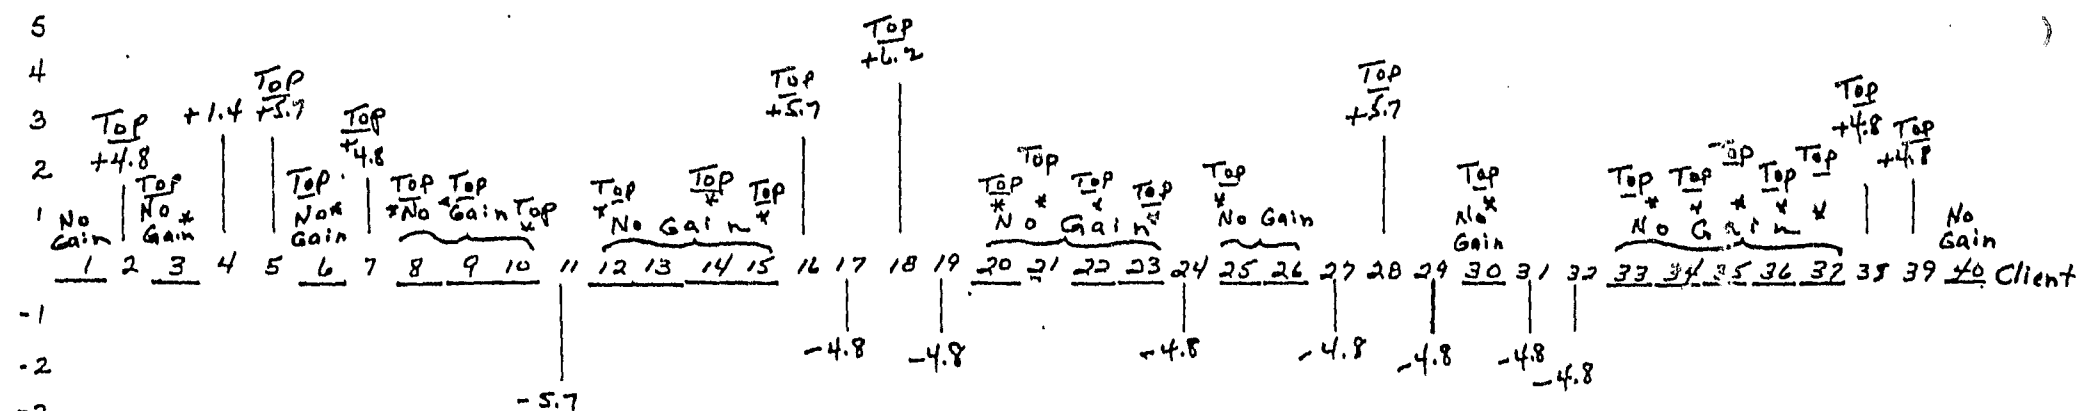 5
Top
+6.2
4
Top
+5.7
Top
+5.7
Top
+5.7
Top
+4.8
3
Top
+4.8
+1.4
Top
+4.8
Top
+4.8
2
Top
No *
Gain
Top
No*
Gain
Top Top
*No *Gain Top
*
Top Top Top
* * *
No Gain
Top Top Top Top
* * * *
No Gain
Top
*
No Gain
Top
No*
Gain
Top Top Top Top Top
* * * * *
No Gain
1
No
Gain
No
Gain
1 2 3 4 5 6 7 8 9 10 11 12 13 14 15 16 17 18 19 20 21 22 23 24 25 26 27 28 29 30 31 32 33 34 35 36 37 38 39 40 Client
-1
-4.8 -4.8 -4.8 -4.8 -4.8 -4.8 -4.8
-2
-5.7